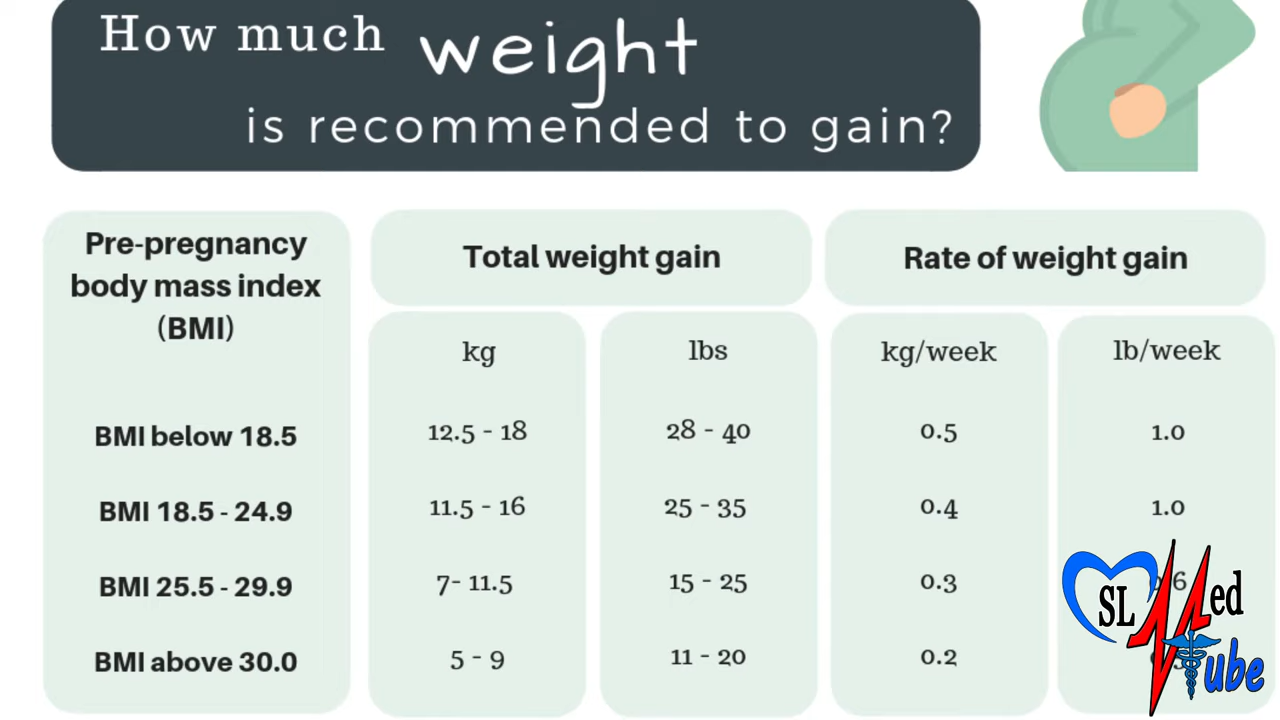 How much weight
is recommended to gain?
Pre-pregnancy
body mass index
(BMI)
Total weight gain
Rate of weight gain
kg
lbs
kg/week
lb/week
BMI below 18.5
12.5 - 18
28 - 40
0.5
1.0
BMI 18.5 - 24.9
11.5 - 16
25 - 35
0.4
1.0
BMI 25.5 - 29.9
7- 11.5
15 - 25
0.3
BMI above 30.0
5 - 9
11 - 20
0.2
SL Med
tube